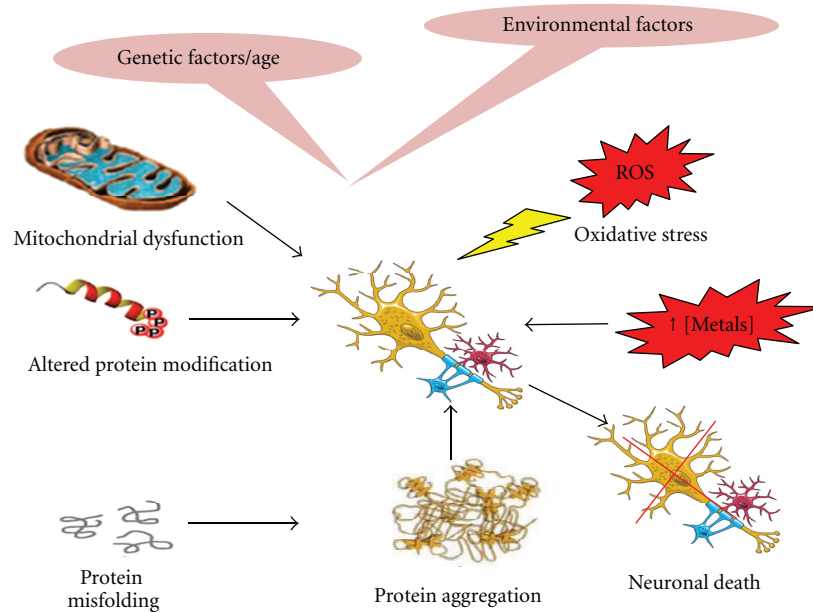 Environmental factors
Genetic factors/age
ROS
Oxidative stress
Mitochondrial dysfunction
P
P
P
P
Altered protein modification
↑ [Metals]
Protein
misfolding
Protein aggregation
Neuronal death